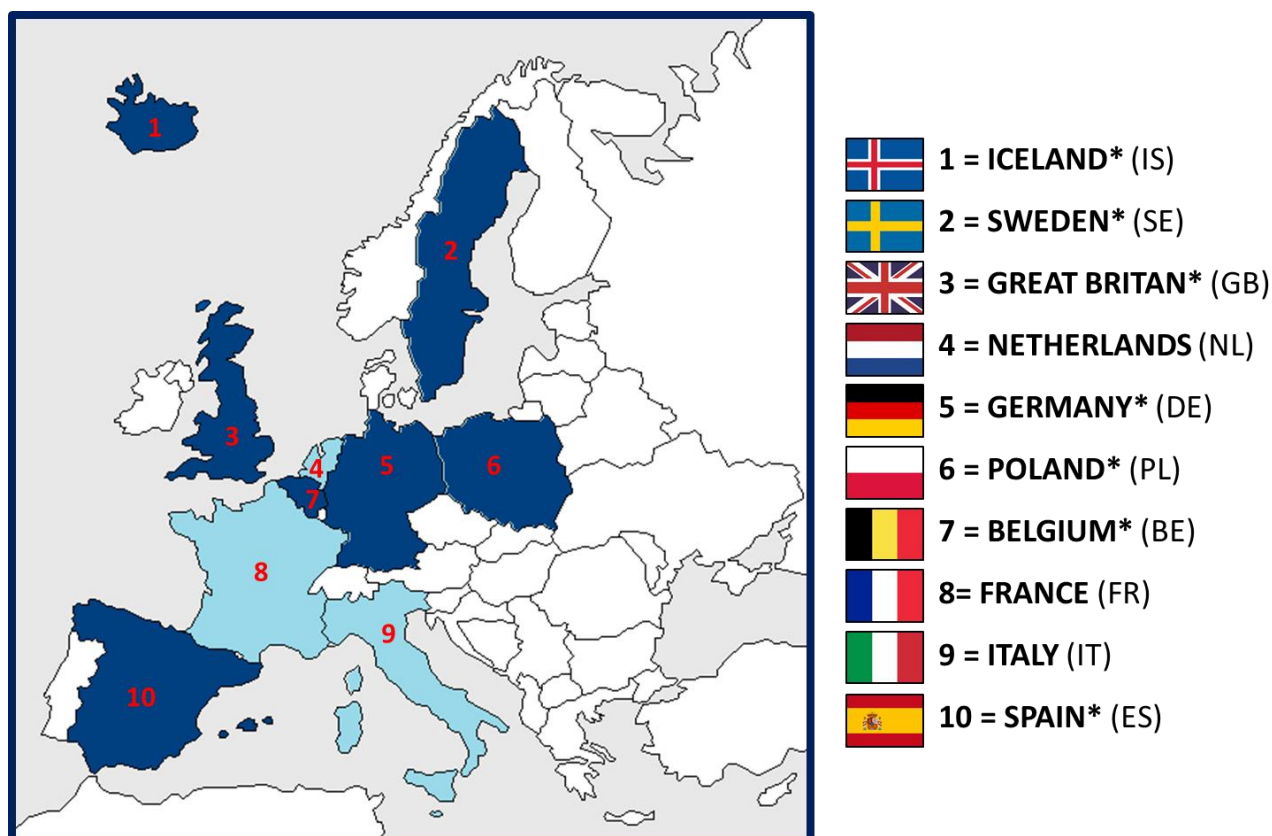 1
2
3
4
5
6
7
8
9
10
1 = ICELAND* (IS)
2 = SWEDEN* (SE)
3 = GREAT BRITAN* (GB)
4 = NETHERLANDS (NL)
5 = GERMANY* (DE)
6 = POLAND* (PL)
7 = BELGIUM* (BE)
8= FRANCE (FR)
9 = ITALY (IT)
10 = SPAIN* (ES)